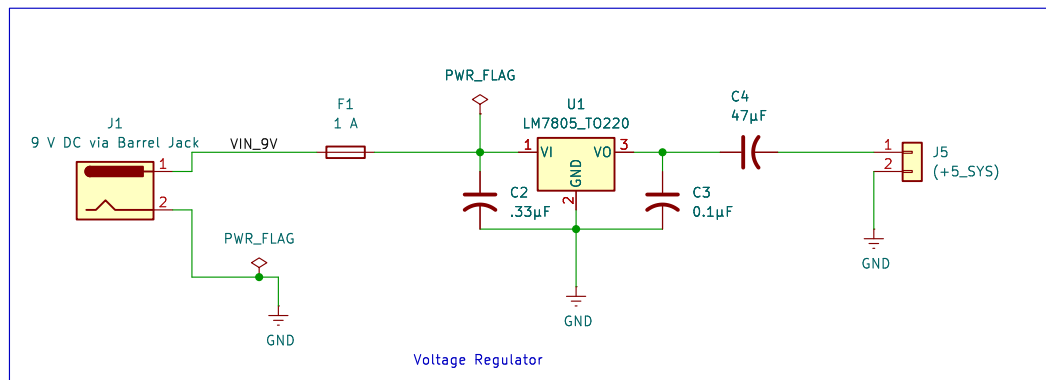 PWR_FLAG
J1
9 V DC via Barrel Jack
VIN_9V
F1
1 A
U1
LM7805_TO220
C4
47µF
1
2
1
VI
VO
3
GND
2
C2
.33µF
C3
0.1µF
1
2
J5
(+5_SYS)
PWR_FLAG
GND
GND
GND
Voltage Regulator